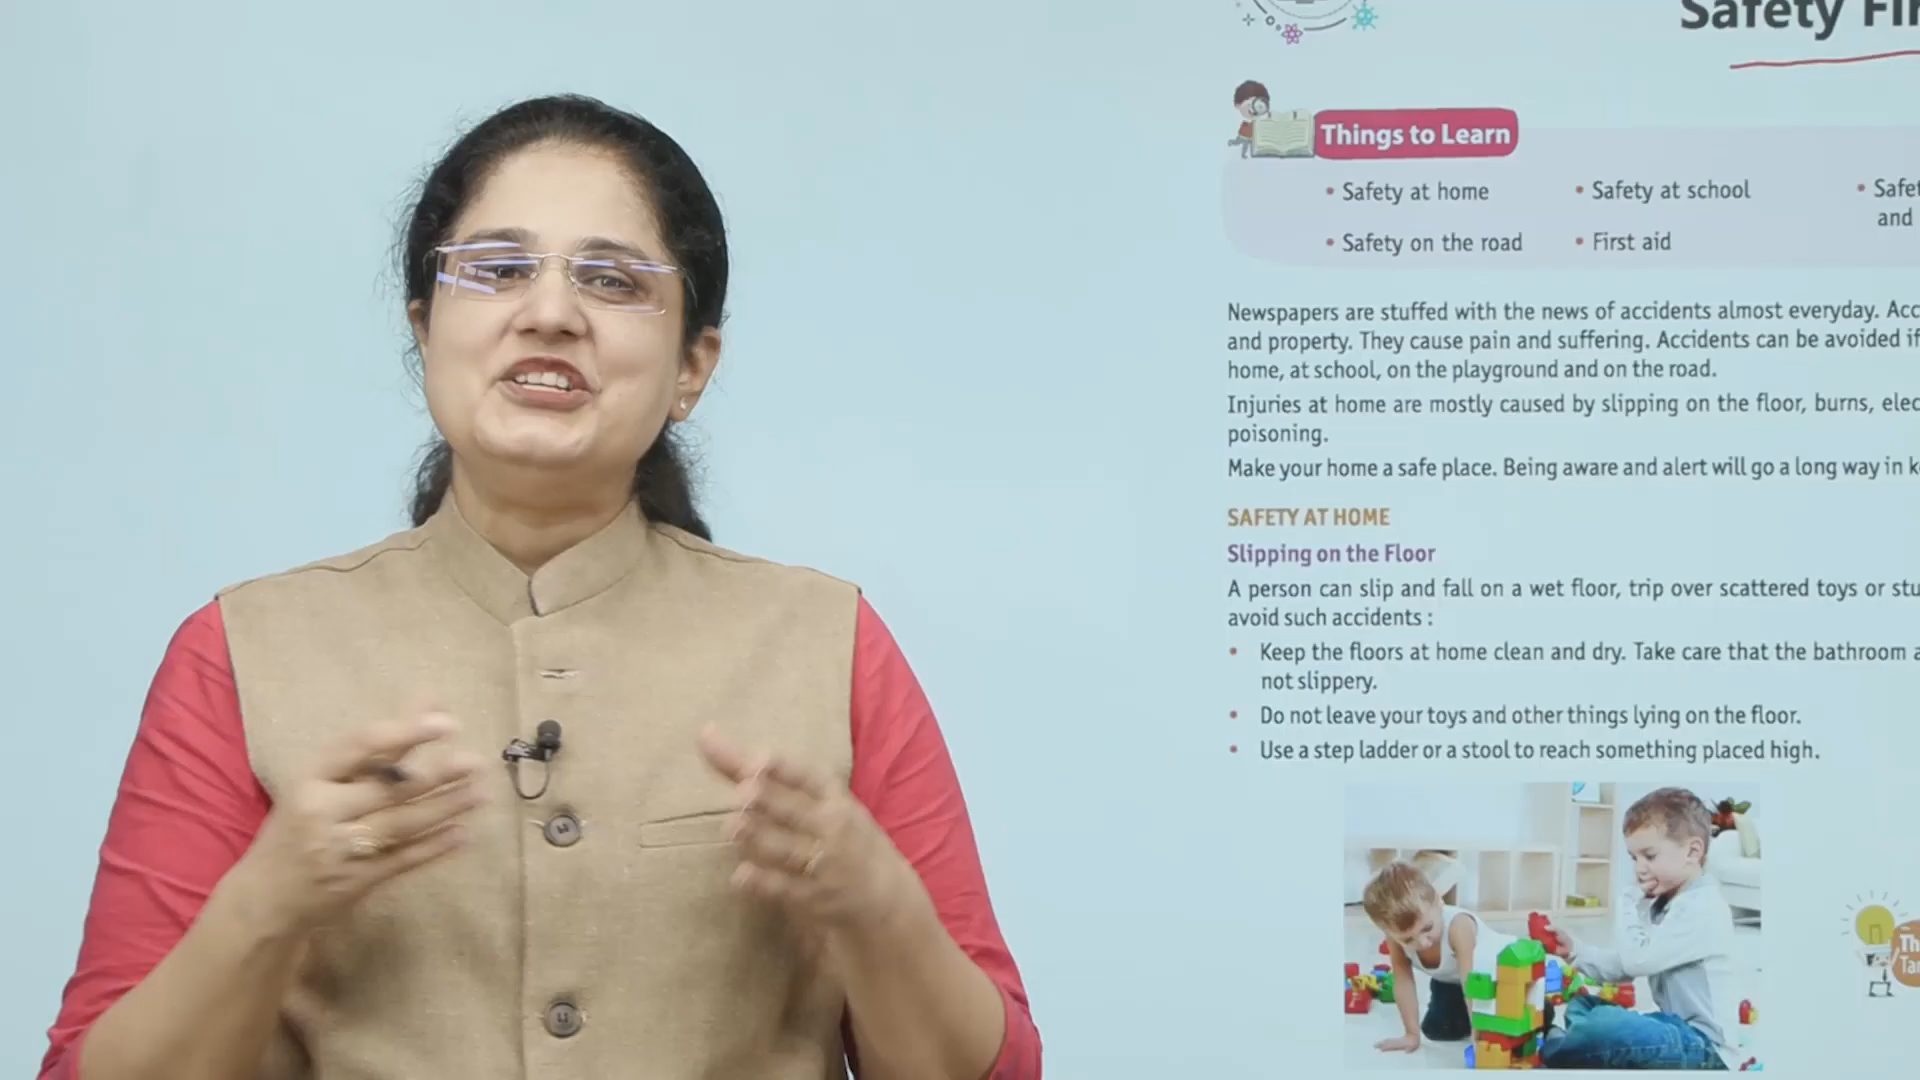 Safety
Things to Learn
• Safety at home • Safety at school
and
• Safety on the road • First aid
Newspapers are stuffed with the news of accidents almost everyday.
and property. They cause pain and suffering. Accidents can be avoided if
home, at school, on the playground and on the road.
Injuries at home are mostly caused by slipping on the floor, burns,
poisoning.
Make your home a safe place. Being aware and alert will go a long way in
SAFETY AT HOME
Slipping on the Floor
A person can slip and fall on a wet floor, trip over scattered toys or
avoid such accidents :
• Keep the floors at home clean and dry. Take care that the bathroom
not slippery.
• Do not leave your toys and other things lying on the floor.
• Use a step ladder or a stool to reach something placed high.